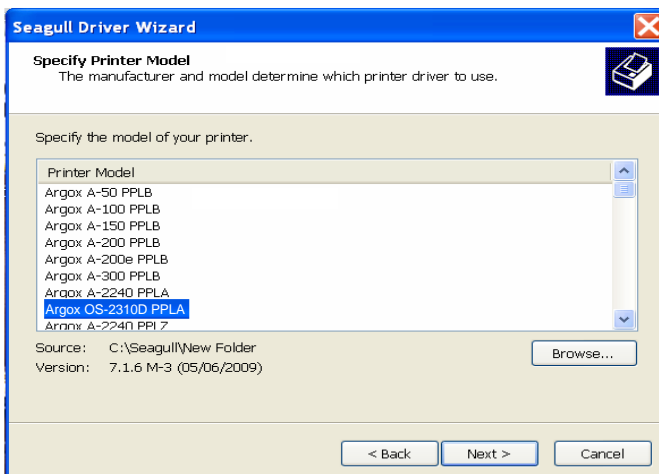 Seagull Driver Wizard
Specify Printer Model
The manufacturer and model determine which printer driver to use.
Specify the model of your printer.
Printer Model
Argox A-50 PPLB
Argox A-100 PPLB
Argox A-150 PPLB
Argox A-200 PPLB
Argox A-200e PPLB
Argox A-300 PPLB
Argox A-2240 PPLA
Argox OS-2310D PPLA
Argox A-2240 PPLZ
Source: C:\Seagull\New Folder
Browse...
Version: 7.1.6 M-3 (05/06/2009)
< Back Next > Cancel